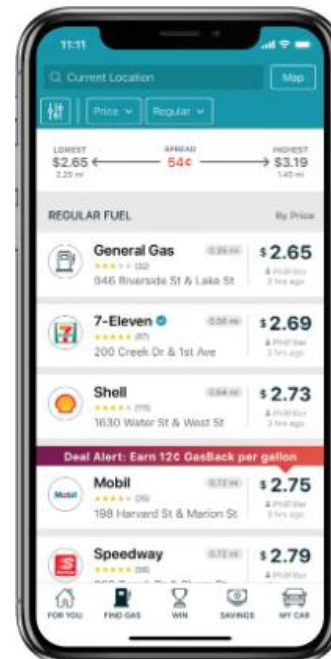 11:11
Current Location
Map
Price
Regular
LOWEST
SPREAD
HIGHEST
$2.65
54¢
$3.19
REGULAR FUEL
By Price
General Gas
$2.65
946 Riverside St & Lake St
7-Eleven
$2.69
200 Creek Dr & 1st Ave
Shell
$2.73
1630 Water St & West St
Deal Alert: Earn 12¢ GasBack per gallon
Mobil
Mobil
$2.75
198 Harvard St & Marion St
Speedway
$2.79
FOR YOU
FIND GAS
WIN
SAVINGS
MY CAR